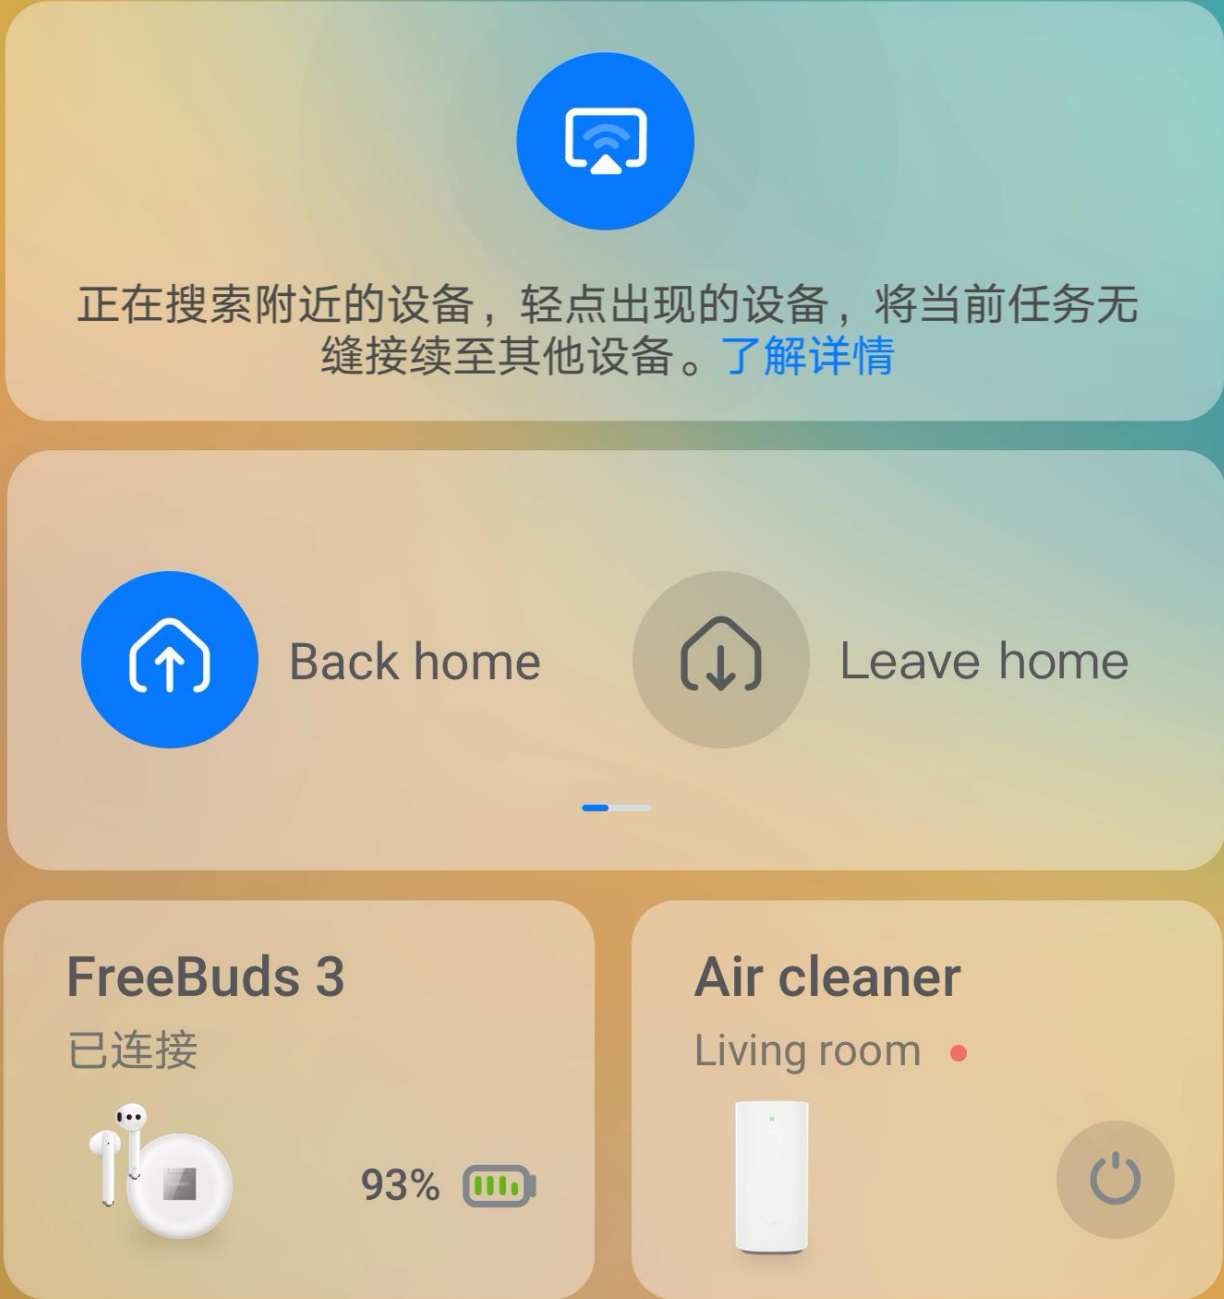 正在搜索附近的设备，轻点出现的设备，将当前任务无
缝接续至其他设备。了解详情
Back home
Leave home
FreeBuds 3
已连接
93%
Air cleaner
Living room